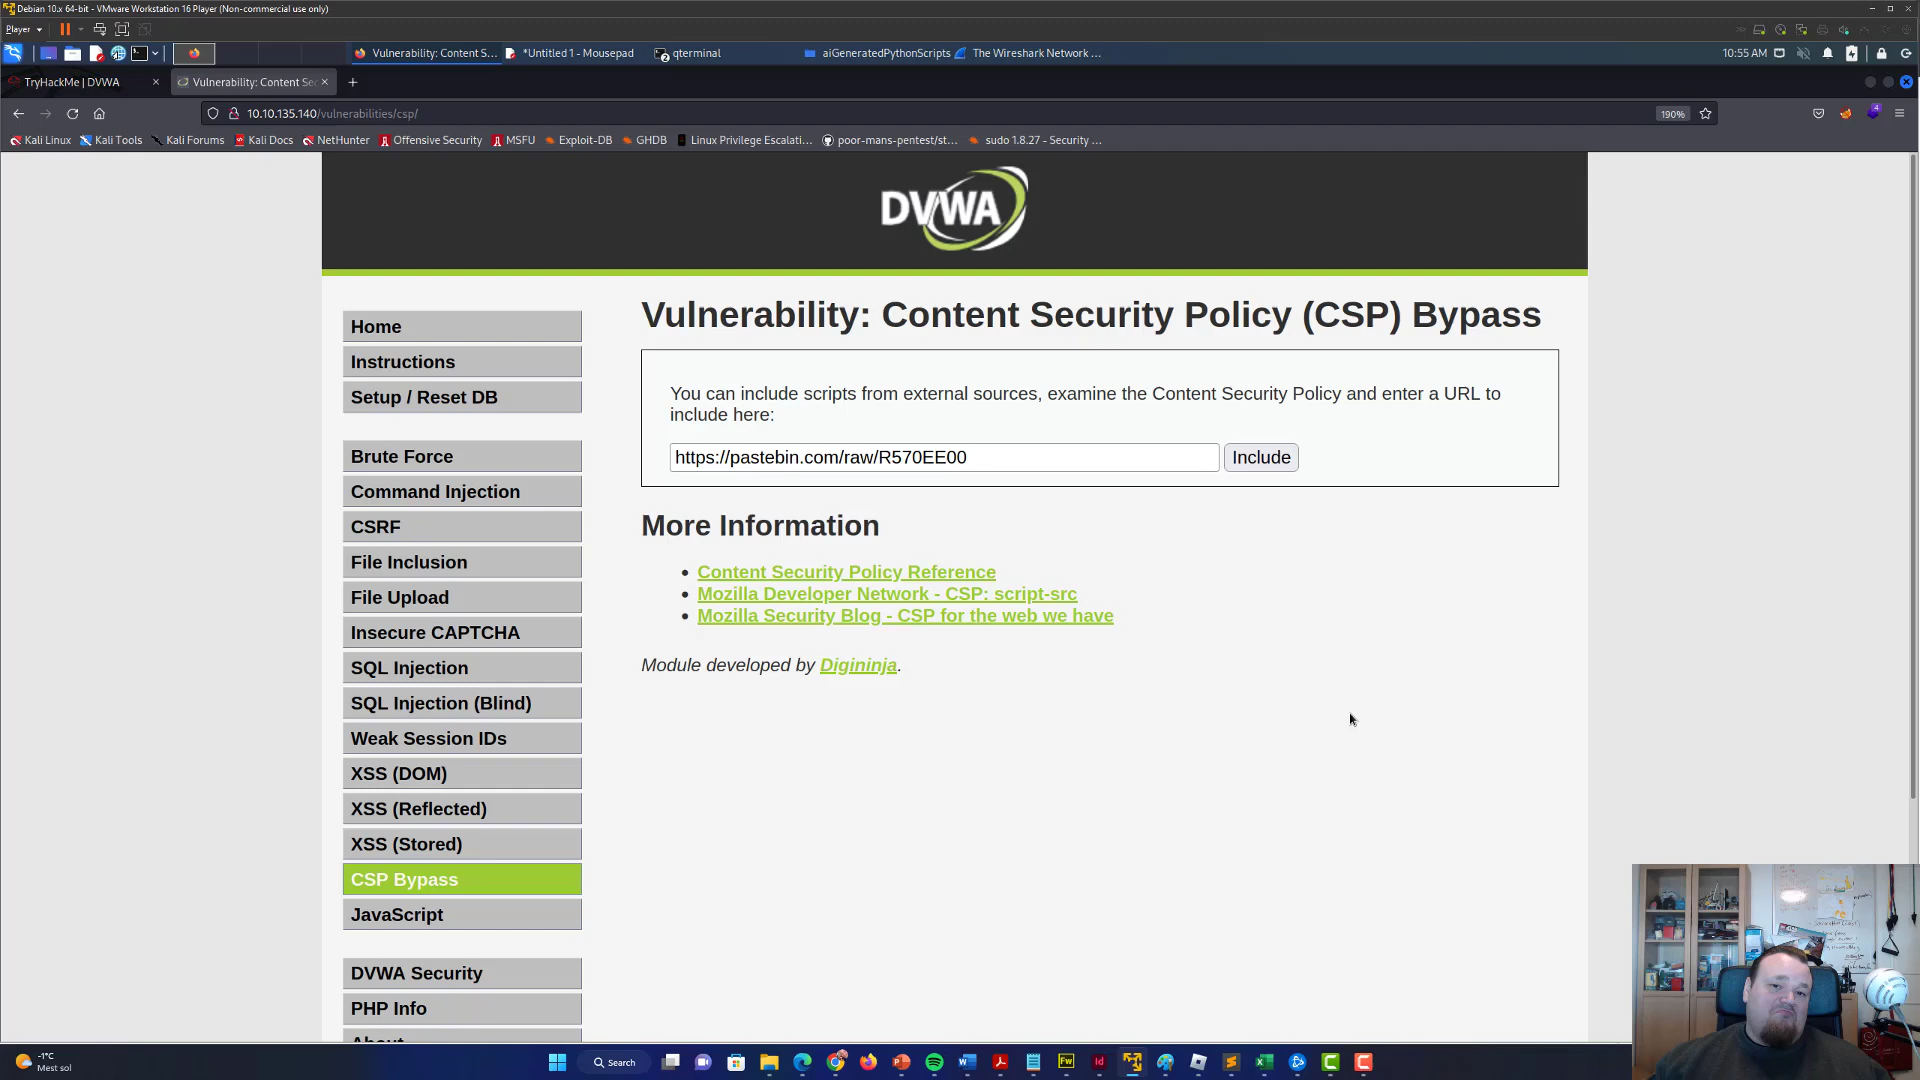 Debian 10.x 64-bit - VMware Workstation 16 Player (Non-commercial use only)
Player
Vulnerability: Content S...
*Untitled 1 - Mousepad
2
qterminal
aiGeneratedPythonScripts
The Wireshark Network ...
10:55 AM
TryHackMe | DVWA
Vulnerability: Content Sec
10.10.135.140/vulnerabilities/csp/
190%
4
Kali Linux
Kali Tools
Kali Forums
Kali Docs
NetHunter
Offensive Security
MSFU
Exploit-DB
GHDB
Linux Privilege Escalati...
poor-mans-pentest/st...
sudo 1.8.27 - Security ...
DVWA
Home
Instructions
Setup / Reset DB
Brute Force
Command Injection
CSRF
File Inclusion
File Upload
Insecure CAPTCHA
SQL Injection
SQL Injection (Blind)
Weak Session IDs
XSS (DOM)
XSS (Reflected)
XSS (Stored)
CSP Bypass
JavaScript
DVWA Security
PHP Info
About
Vulnerability: Content Security Policy (CSP) Bypass
You can include scripts from external sources, examine the Content Security Policy and enter a URL to
include here:
https://pastebin.com/raw/R570EE00
Include
More Information
Content Security Policy Reference
Mozilla Developer Network - CSP: script-src
Mozilla Security Blog - CSP for the web we have
Module developed by Digininja.
-1°C
Mest sol
Search
Fw
Id